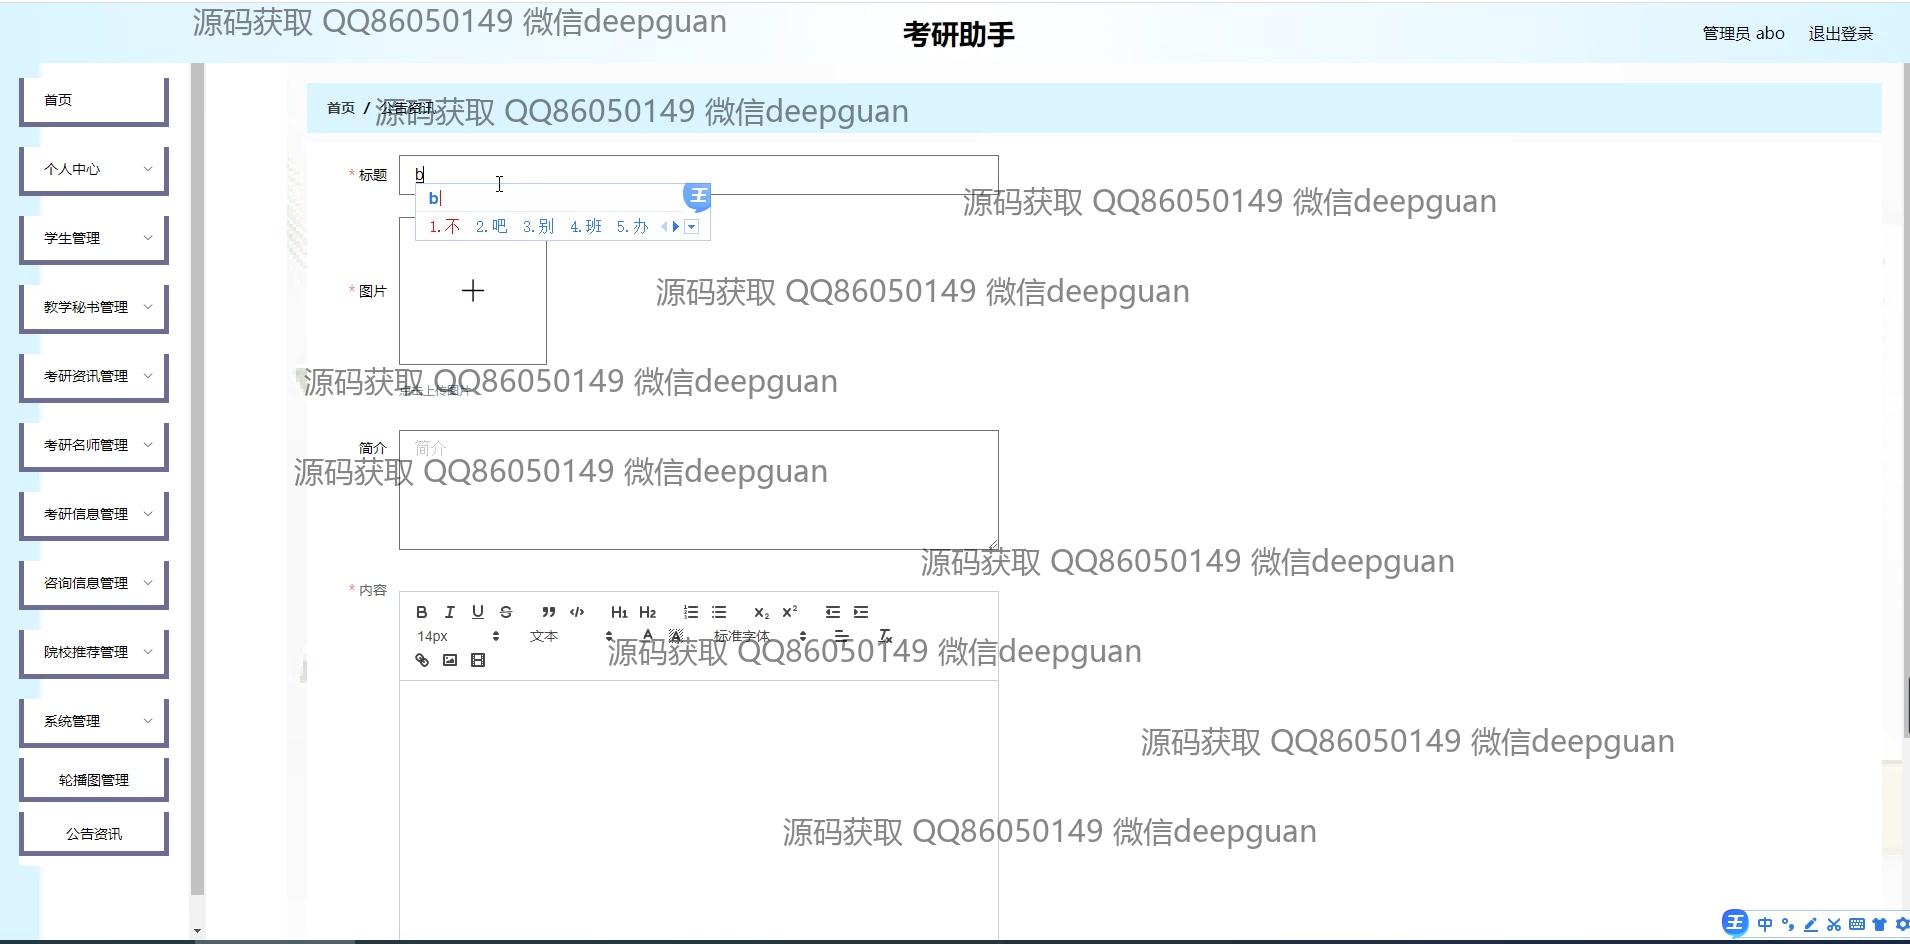 源码获取 QQ86050149 微信deepguan
考研助手
管理员 abo 退出登录
首页
个人中心
学生管理
教学秘书管理
考研资讯管理
考研名师管理
考研信息管理
咨询信息管理
院校推荐管理
系统管理
轮播图管理
公告资讯
首页 / 公告资讯
源码获取 QQ86050149 微信deepguan
* 标题 b
b
1.不 2.吧 3.别 4.班 5.办
王
源码获取 QQ86050149 微信deepguan
* 图片
源码获取 QQ86050149 微信deepguan
点击上传图片
源码获取 QQ86050149 微信deepguan
简介 简介
源码获取 QQ86050149 微信deepguan
源码获取 QQ86050149 微信deepguan
* 内容
B I U S ” </> H1 H2 X₂ X²
14px 文本 A A 标准字体 Tx
源码获取 QQ86050149 微信deepguan
源码获取 QQ86050149 微信deepguan
源码获取 QQ86050149 微信deepguan
王 中